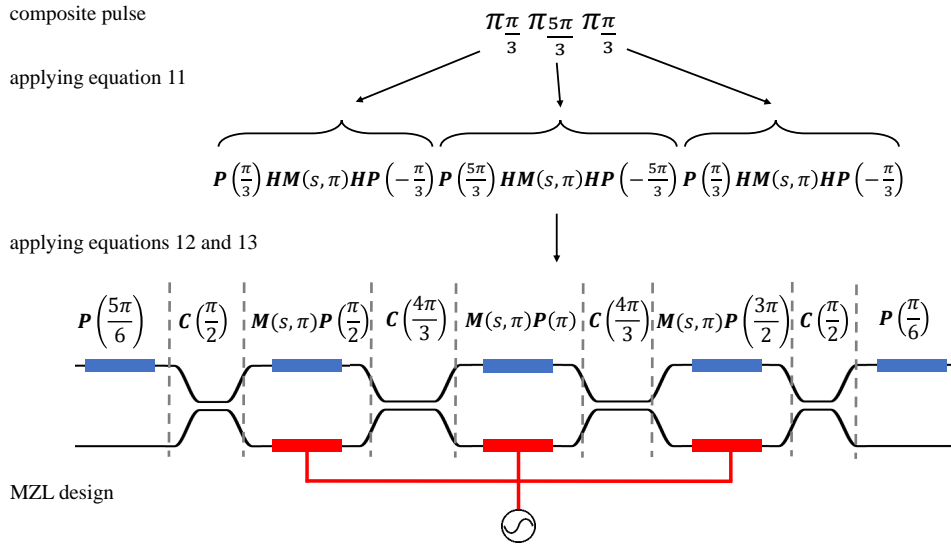 composite pulse
π_{π/3} π_{5π/3} π_{π/3}
applying equation 11
P(π/3) HM(s, π)HP(−π/3) P(5π/3) HM(s, π)HP(−5π/3) P(π/3) HM(s, π)HP(−π/3)
applying equations 12 and 13
P(5π/6) C(π/2) M(s, π)P(π/2) C(4π/3) M(s, π)P(π) C(4π/3) M(s, π)P(3π/2) C(π/2) P(π/6)
MZL design